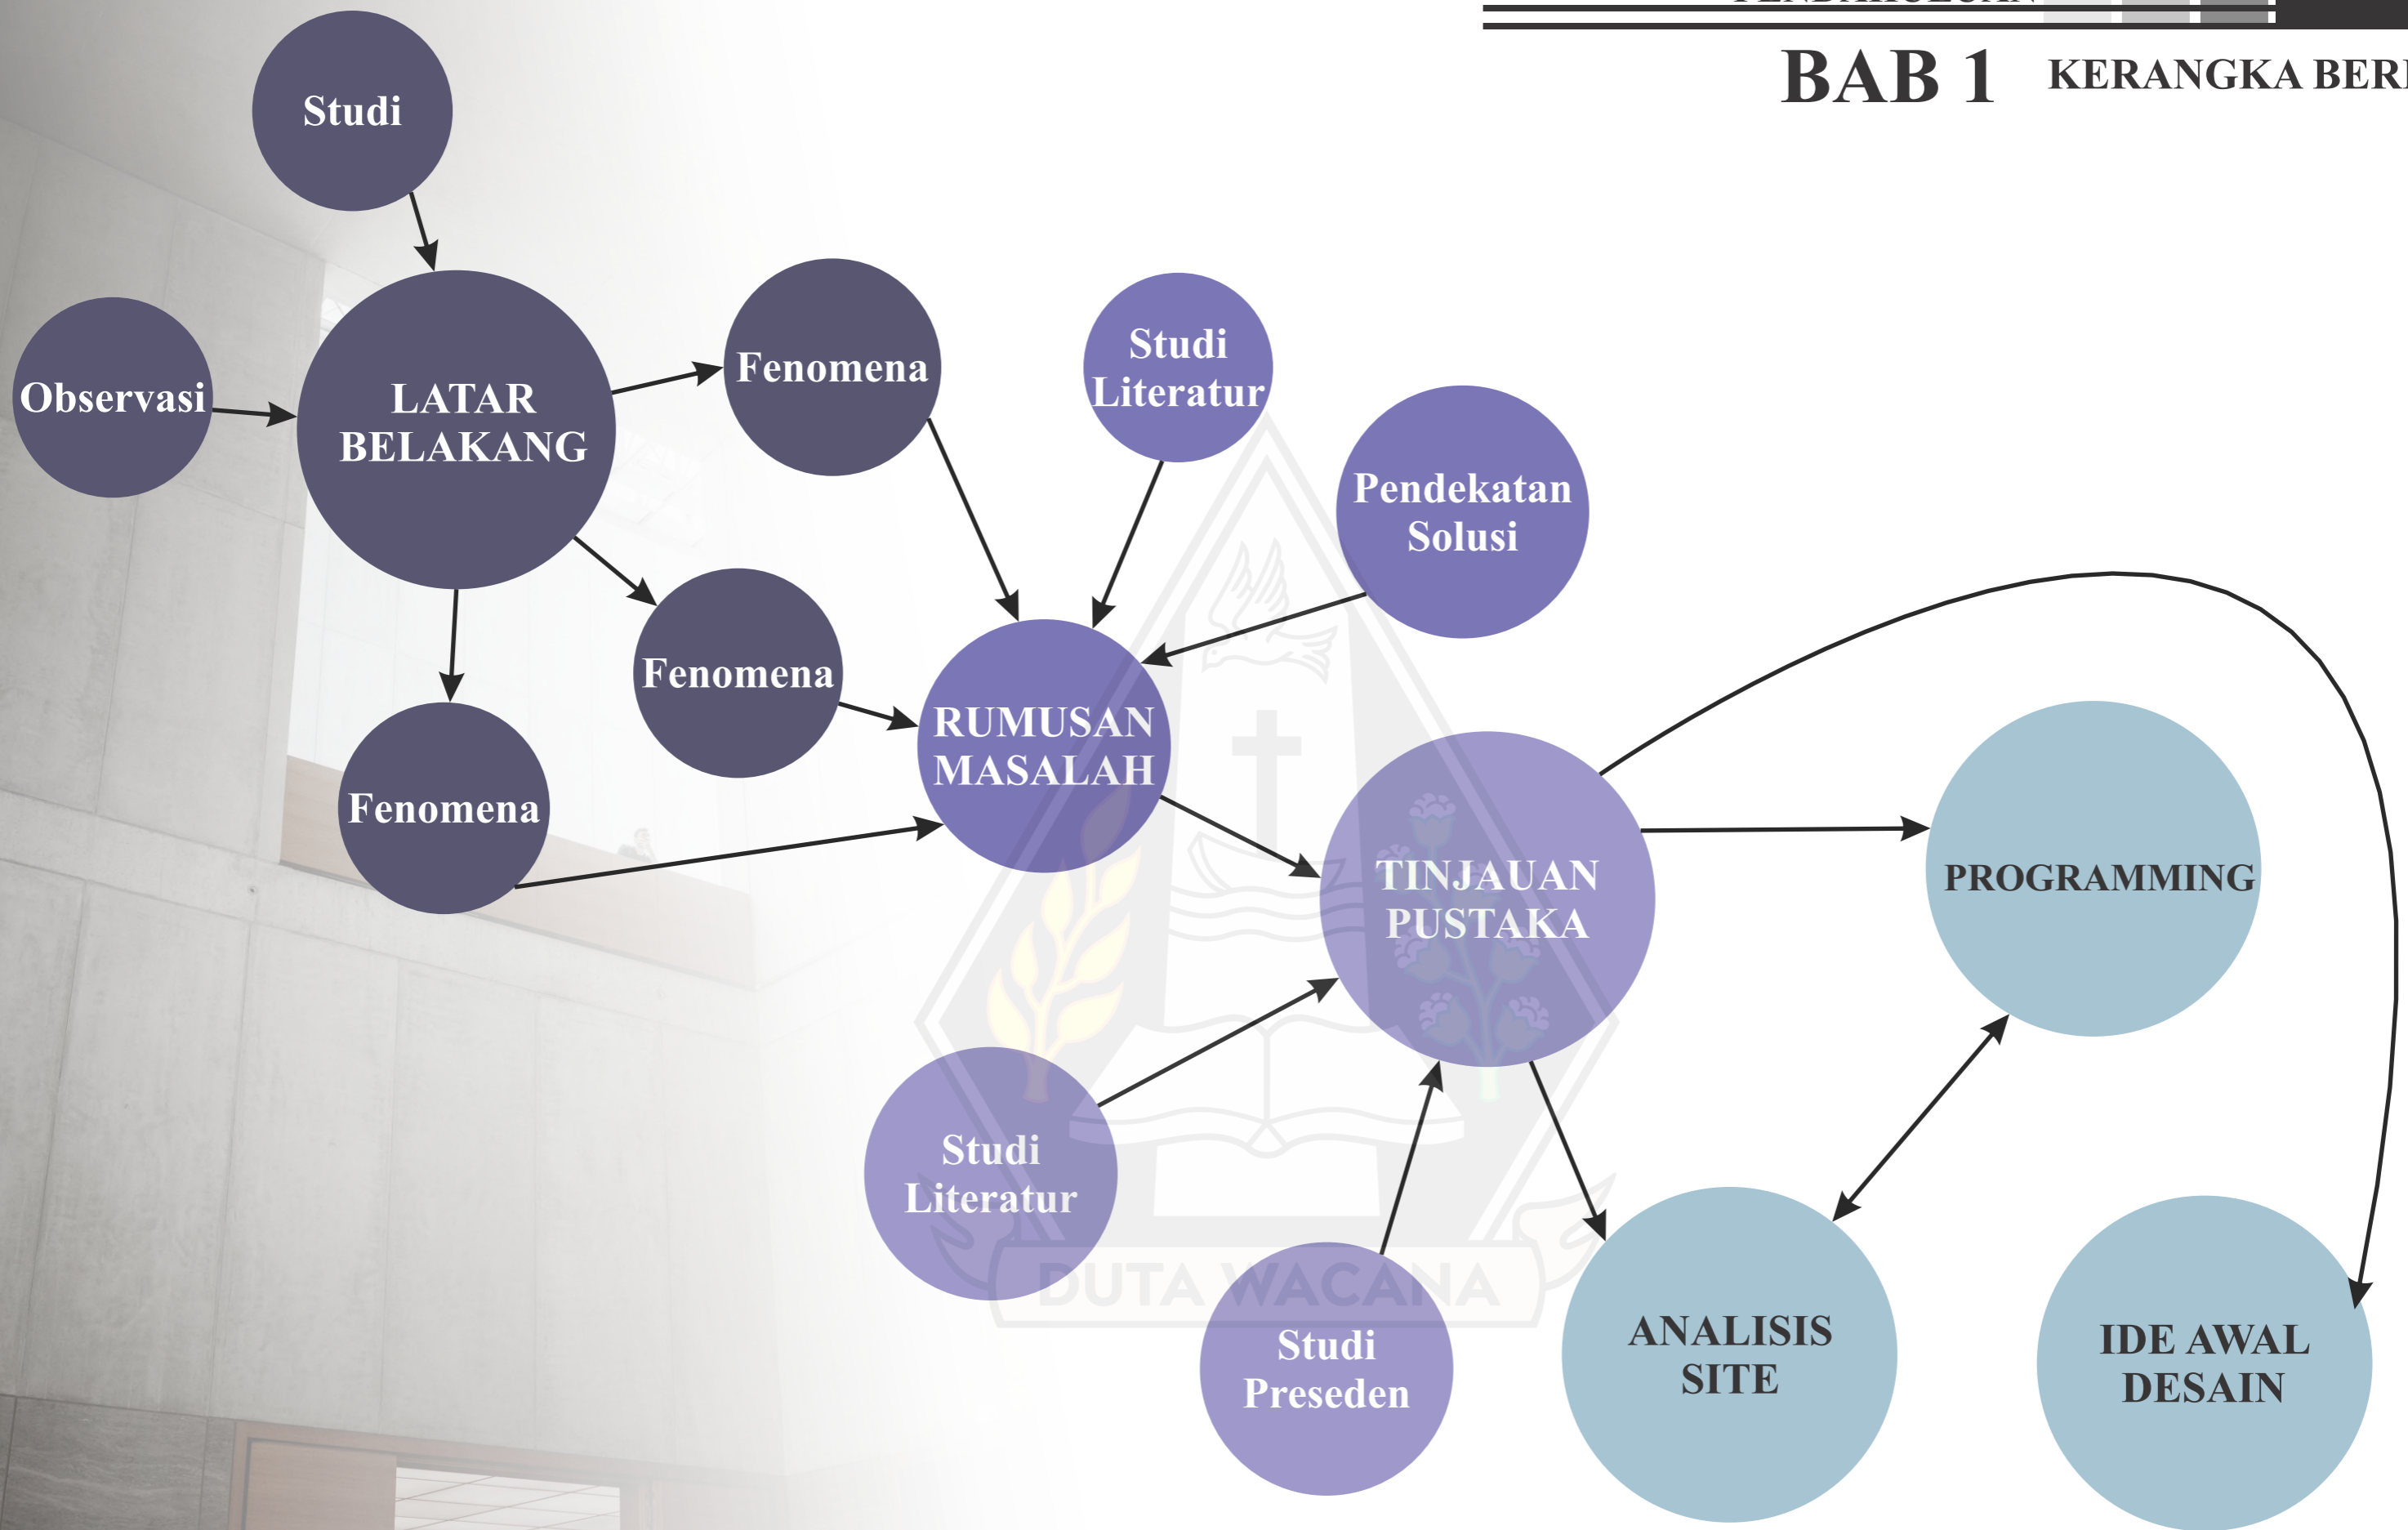 BAB 1
Studi
Observasi
LATAR
BELAKANG
Fenomena
Studi
Literatur
Pendekatan
Solusi
Fenomena
Fenomena
RUMUSAN
MASALAH
TINJAUAN
PUSTAKA
PROGRAMMING
Studi
Literatur
Studi
Preseden
ANALISIS
SITE
IDE AWAL
DESAIN
DUTA WACANA
KERANGKA